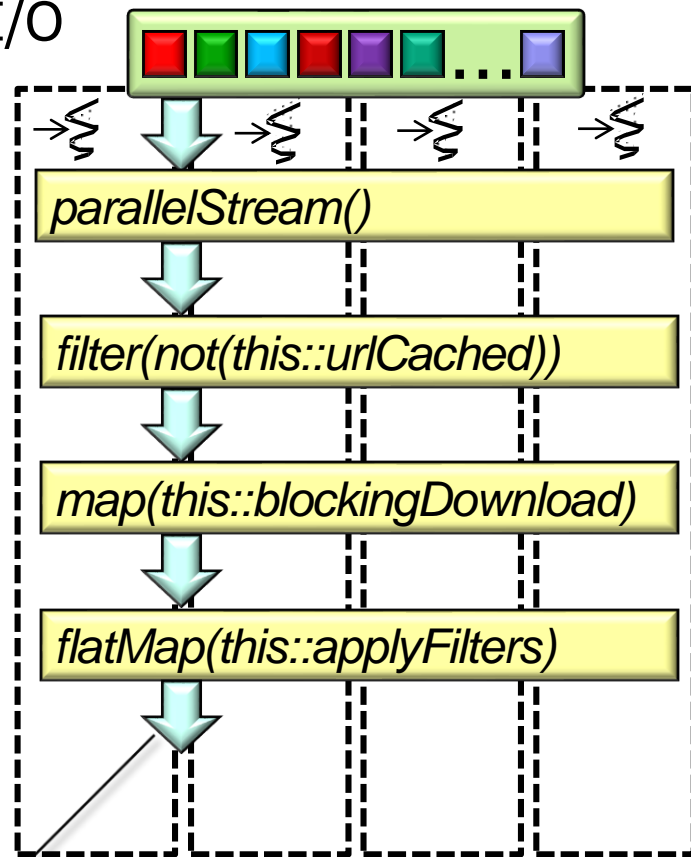 I/O
...
parallelStream()
filter(not(this::urlCached))
map(this::blockingDownload)
flatMap(this::applyFilters)